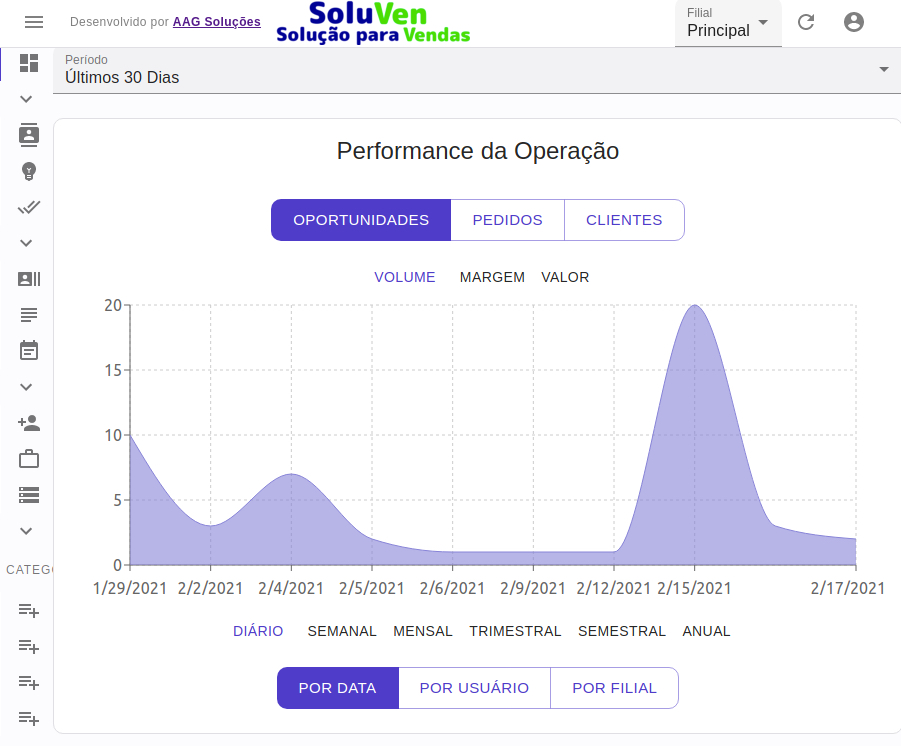 Desenvolvido por AAG Soluções
SoluVen
Solução para Vendas
Filial
Principal
Período
Últimos 30 Dias
Performance da Operação
OPORTUNIDADES PEDIDOS CLIENTES
VOLUME MARGEM VALOR
20
15
10
5
0
1/29/2021 2/2/2021 2/4/2021 2/5/2021 2/6/2021 2/9/2021 2/12/2021 2/15/2021 2/17/2021
CATEG
DIÁRIO SEMANAL MENSAL TRIMESTRAL SEMESTRAL ANUAL
POR DATA POR USUÁRIO POR FILIAL